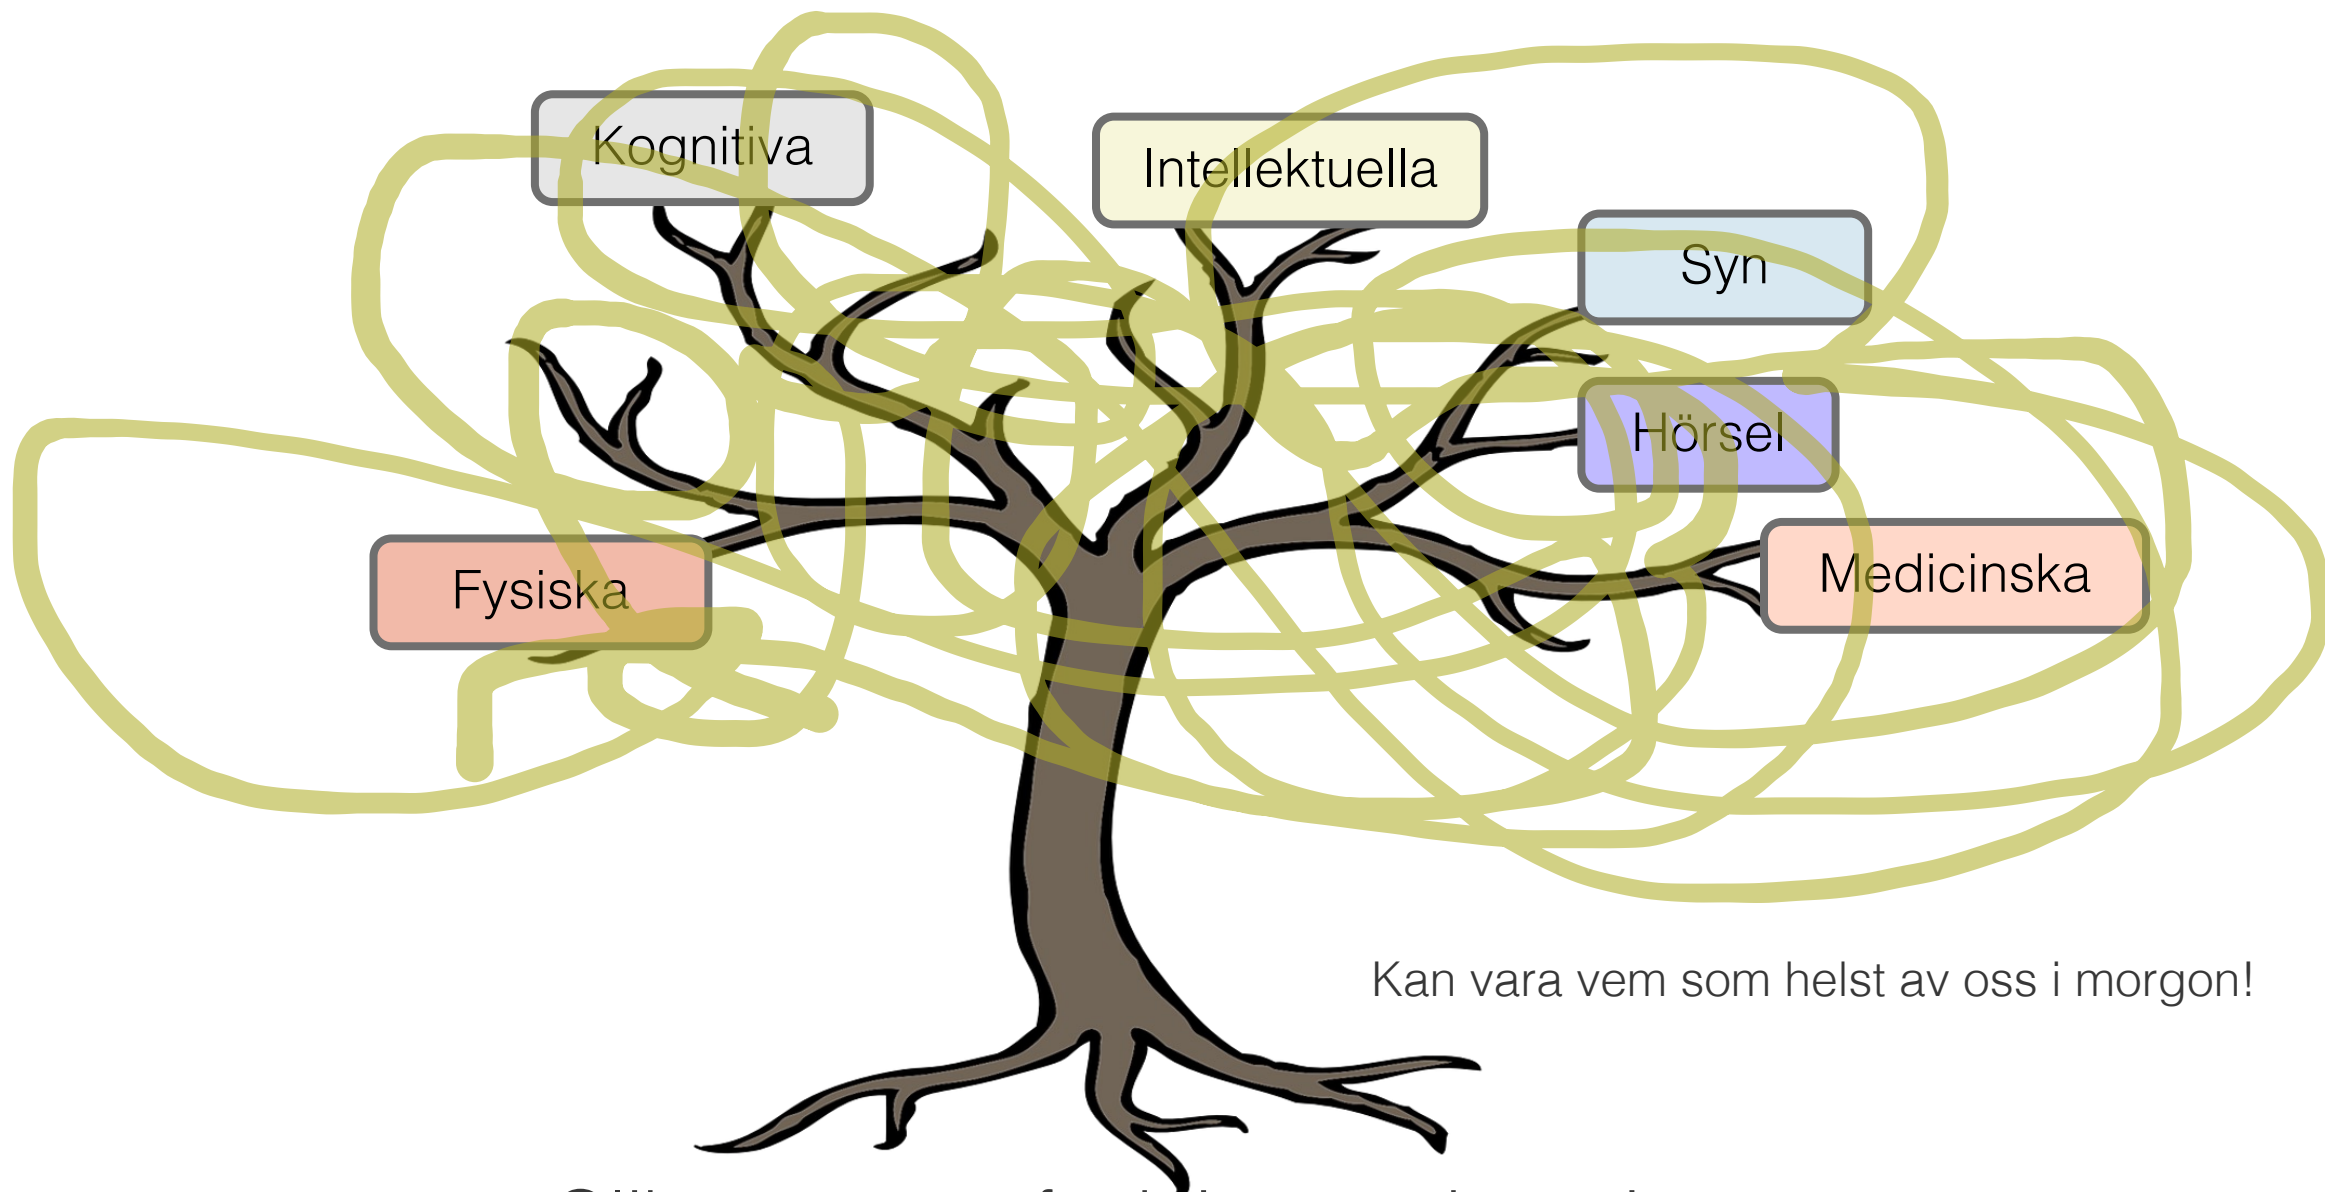 Kognitiva
Intellektuella
Syn
Hörsel
Medicinska
Fysiska
Kan vara vem som helst av oss i morgon!